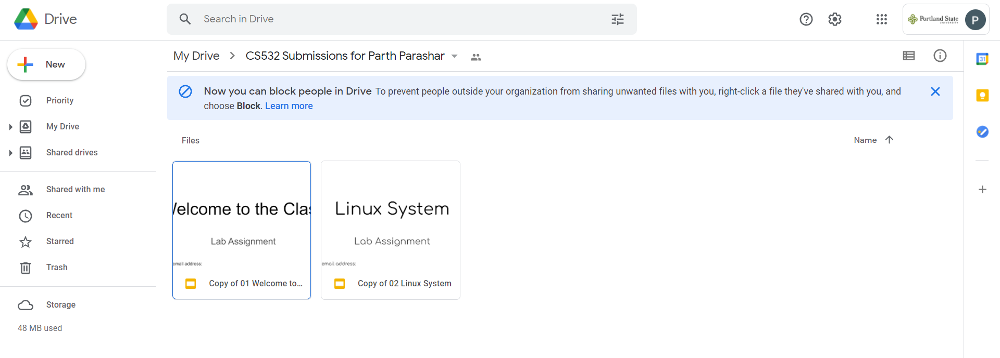 Drive
Search in Drive
Portland State
UNIVERSITY
P
New
My Drive
CS532 Submissions for Parth Parashar
31
Now you can block people in Drive To prevent people outside your organization from sharing unwanted files with you, right-click a file they've shared with you, and
choose Block. Learn more
Priority
My Drive
Shared drives
Shared with me
Recent
Starred
Trash
Storage
48 MB used
Files
Name
Welcome to the Clas
Lab Assignment
email address:
Copy of 01 Welcome to...
Linux System
Lab Assignment
email address:
Copy of 02 Linux System